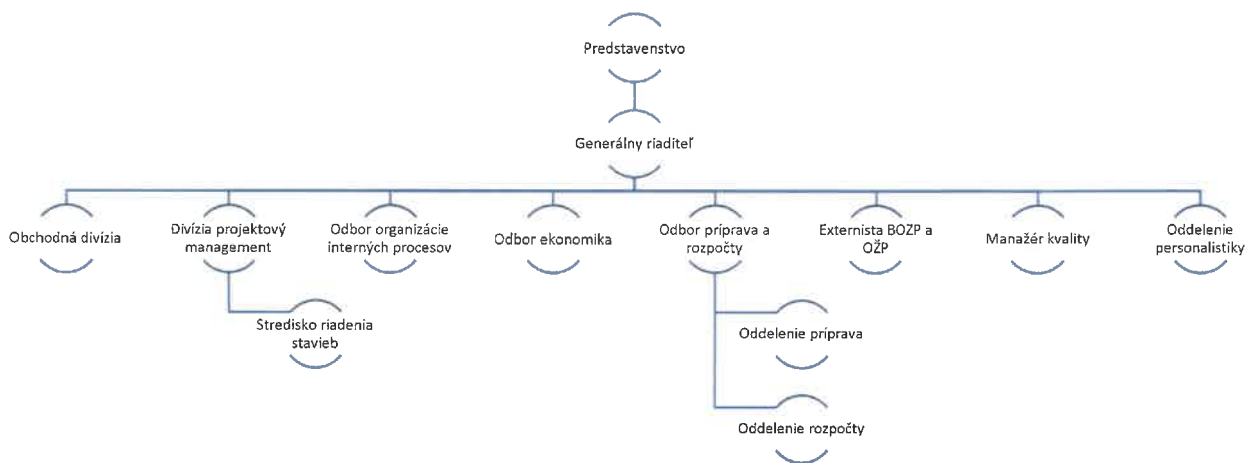 Predstavenstvo
Generálny riaditeľ
Obchodná divízia
Divízia projektový
management
Odbor organizácie
interných procesov
Odbor ekonomika
Odbor príprava a
rozpočty
Externista BOZP a
OŽP
Manažér kvality
Oddelenie
personalistiky
Stredisko riadenia
stavieb
Oddelenie príprava
Oddelenie rozpočty